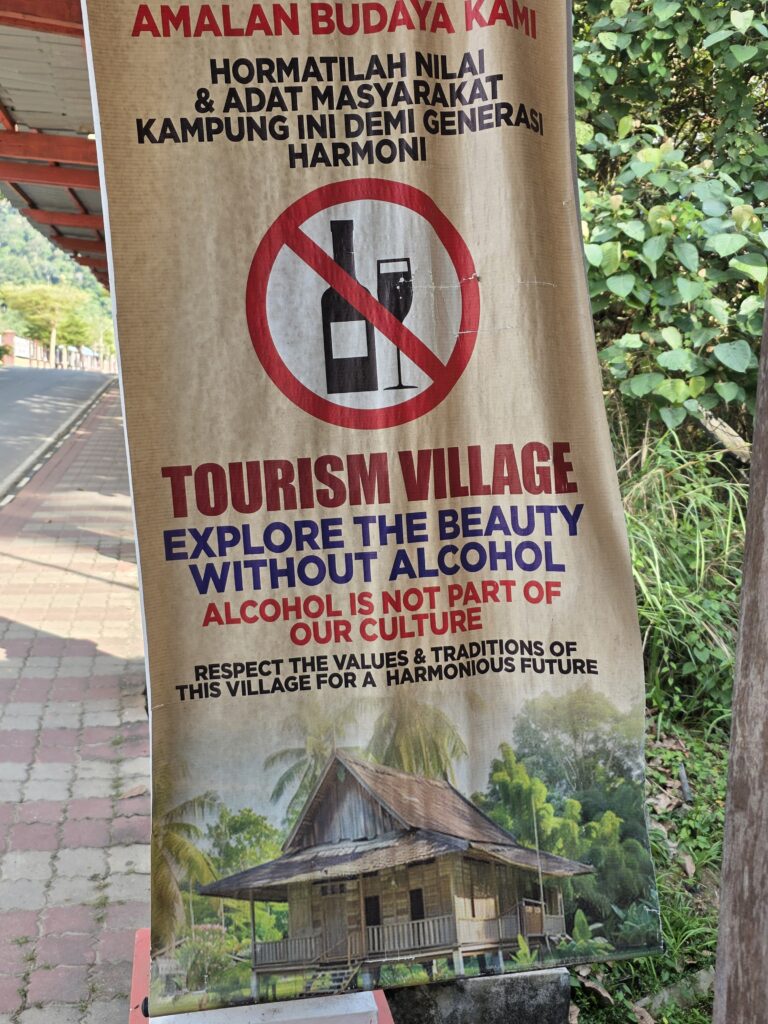 AMALAN BUDAYA KAMI
HORMATILAH NILAI
& ADAT MASYARAKAT
KAMPUNG INI DEMI GENERASI
HARMONI
TOURISM VILLAGE
EXPLORE THE BEAUTY
WITHOUT ALCOHOL
ALCOHOL IS NOT PART OF
OUR CULTURE
RESPECT THE VALUES & TRADITIONS OF
THIS VILLAGE FOR A HARMONIOUS FUTURE